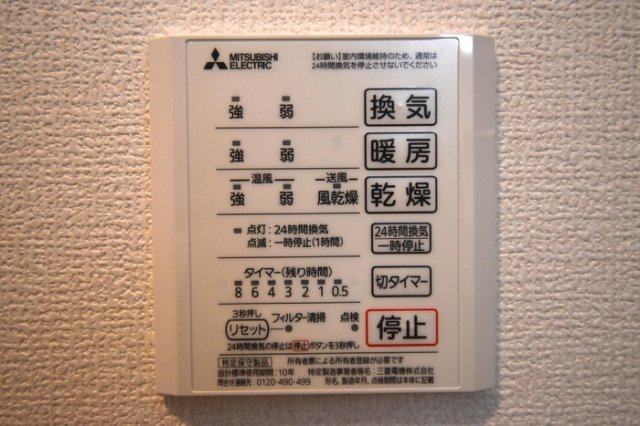 MITSUBISHI
ELECTRIC
【お願い】室内環境維持のため、通常は
24時間換気を停止させないでください
強 弱 換気
強 弱 暖房
温風 送風
強 弱 風乾燥 乾燥
点灯:24時間換気
点滅:一時停止(1時間)
24時間換気
一時停止
タイマー(残り時間)
8 6 4 3 2 1 0.5
切タイマー
3秒押し
リセット フィルター清掃 点検
停止
24時間換気の停止は停止ボタンを3秒押し
特定保守製品 所有者票による所有者登録が必要です
設計標準使用期間:10年 特定製造事業者等名:三菱電機株式会社
問合せ連絡先:0120-490-499 形名、製造年月、点検期間は本体に記載